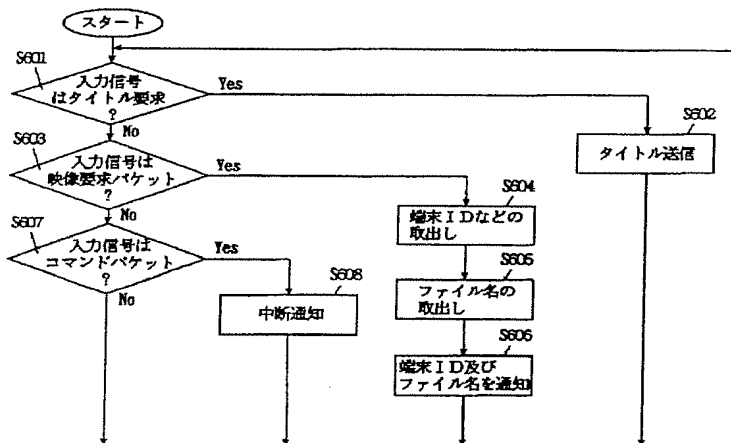 スタート
S601
入力信号
はタイトル要求
?
Yes
No
S602
タイトル送信
S603
入力信号は
映像要求パケット
?
Yes
No
S604
端末IDなどの
取出し
S605
ファイル名の
取出し
S606
端末ID及び
ファイル名を通知
S607
入力信号は
コマンドパケット
?
Yes
No
S608
中断通知